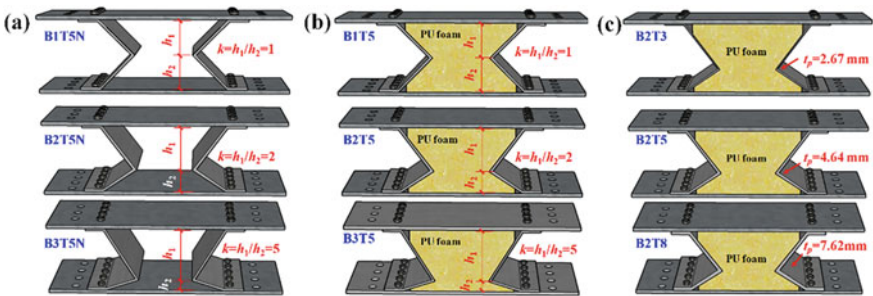 (a)
B1T5N
h1
k=h1/h2=1
h2
B2T5N
h1
k=h1/h2=2
h2
B3T5N
h1
k=h1/h2=5
h2
(b)
B1T5
PU foam
h1
k=h1/h2=1
h2
B2T5
PU foam
h1
k=h1/h2=2
h2
B3T5
PU foam
h1
k=h1/h2=5
h2
(c)
B2T3
PU foam
tp=2.67 mm
B2T5
PU foam
tp=4.64 mm
B2T8
PU foam
tp=7.62mm